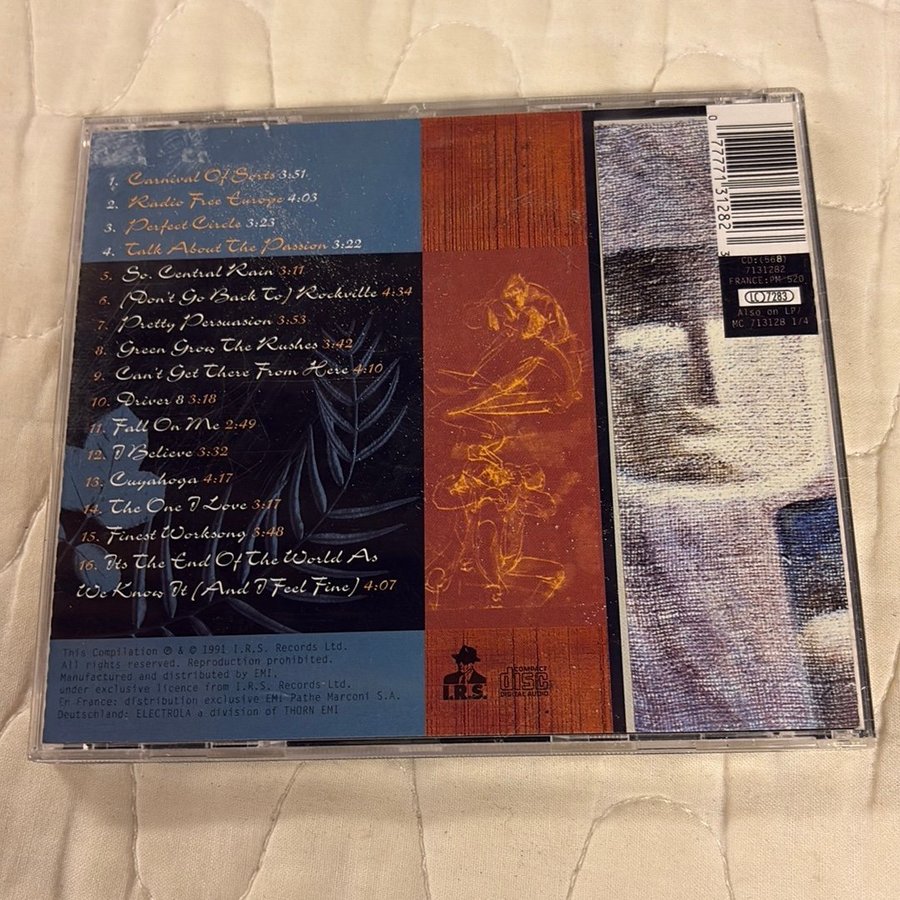 1. Carnival Of Sorts 3:51
2. Radio Free Europe 4:03
3. Perfect Circle 3:23
4. Talk About The Passion 3:22
5. So. Central Rain 3:11
6. (Don't Go Back To) Rockville 4:34
7. Pretty Persuasion 3:53
8. Green Grow The Rushes 3:42
9. Can't Get There From Here 4:10
10. Driver 8 3:18
11. Fall On Me 2:49
12. I Believe 3:32
13. Cuyahoga 4:17
14. The One I Love 3:17
15. Finest Worksong 3:48
16. Its The End Of The World As
We Know It (And I Feel Fine) 4:07
This Compilation ℗ & © 1991 I.R.S. Records Ltd.
All rights reserved. Reproduction prohibited.
Manufactured and distributed by EMI.
under exclusive licence from I.R.S. Records Ltd.
En France: distribution exclusive EMI Pathe Marconi S.A.
Deutschland: ELECTROLA a division of THORN EMI
I.R.S.
COMPACT
disc
DIGITAL AUDIO
0 77771 31282 3
CD:(568)
7131282
FRANCE:PM 520
LC 7283
Also on LP/
MC 713128 1/4